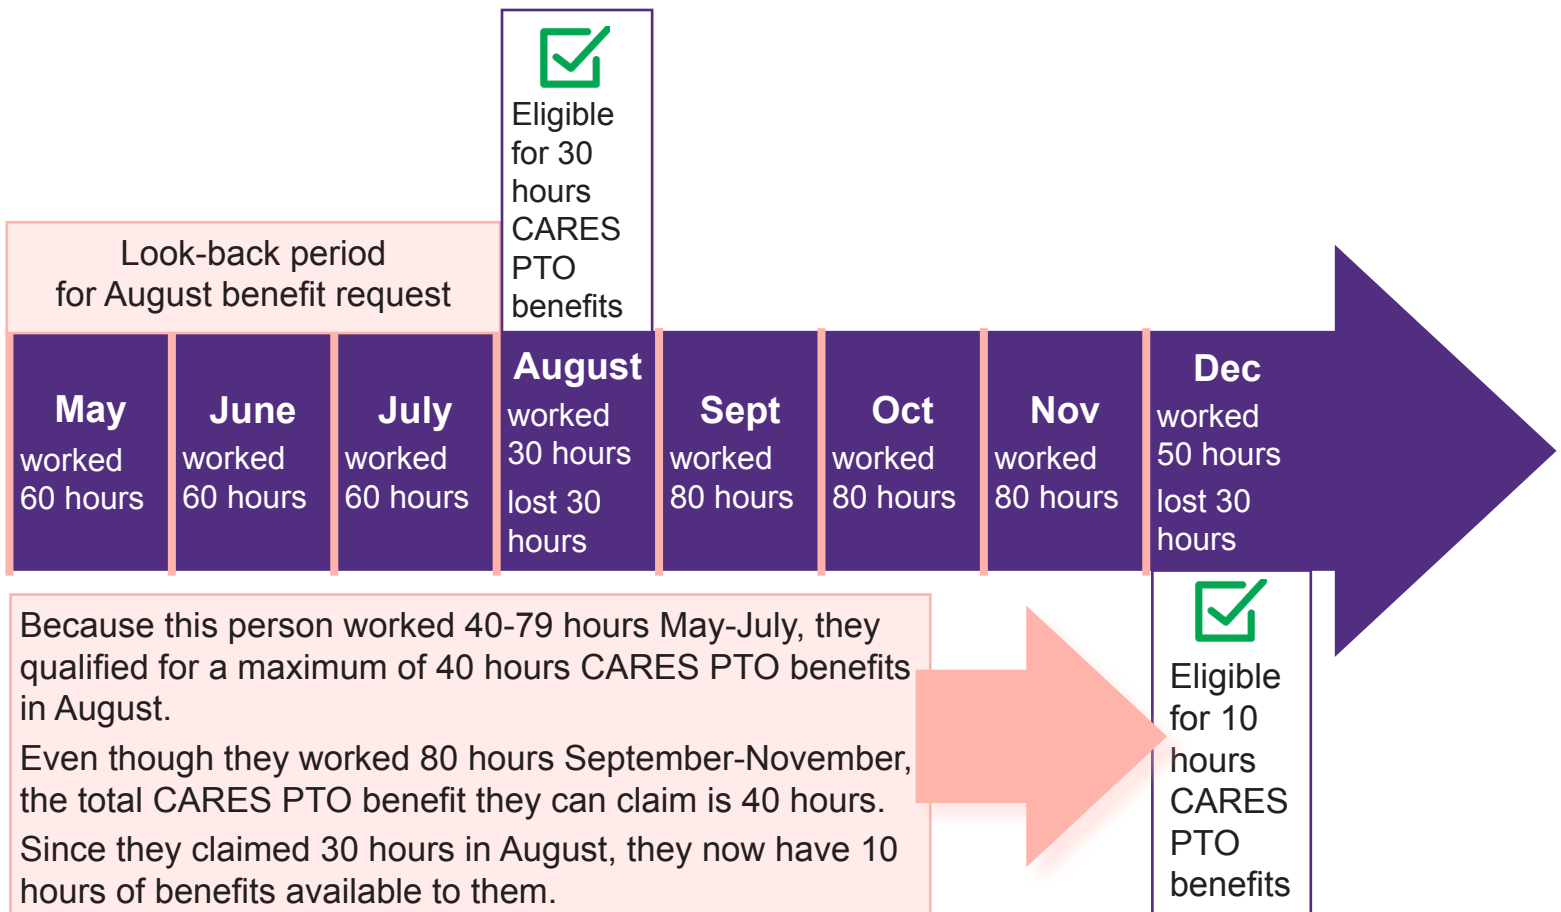 Eligible
for 30
hours
CARES
PTO
benefits
Look-back period
for August benefit request
May
worked
60 hours
June
worked
60 hours
July
worked
60 hours
August
worked
30 hours
lost 30
hours
Sept
worked
80 hours
Oct
worked
80 hours
Nov
worked
80 hours
Dec
worked
50 hours
lost 30
hours
Because this person worked 40-79 hours May-July, they
qualified for a maximum of 40 hours CARES PTO benefits
in August.
Even though they worked 80 hours September-November,
the total CARES PTO benefit they can claim is 40 hours.
Since they claimed 30 hours in August, they now have 10
hours of benefits available to them.
Eligible
for 10
hours
CARES
PTO
benefits